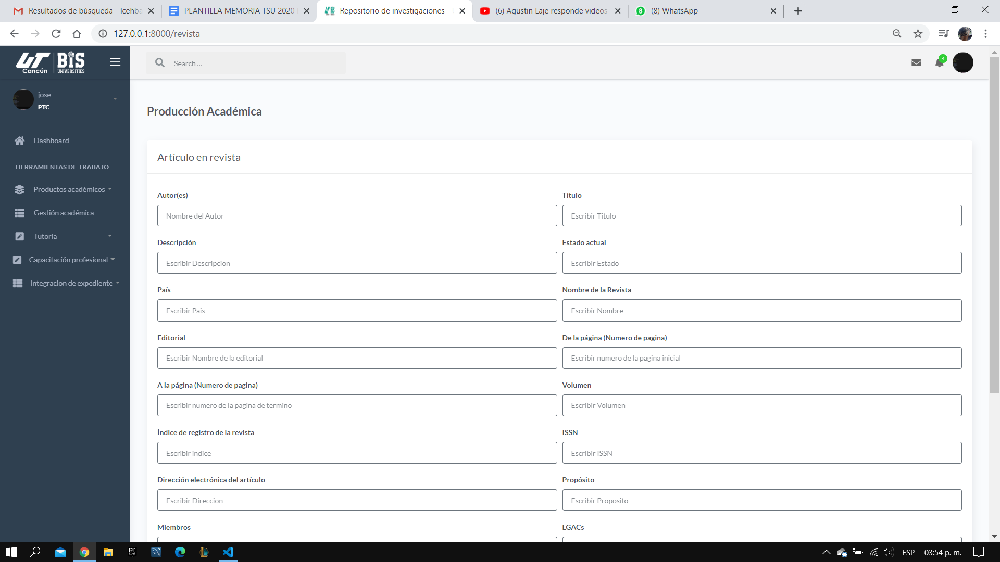 Resultados de búsqueda - Icehba
PLANTILLA MEMORIA TSU 2020
Repositorio de investigaciones -
(6) Agustin Laje responde videos
8 (8) WhatsApp
127.0.0.1:8000/revista
UT Cancún BIS UNIVERSITIES
Search ...
4
jose
PTC
Dashboard
HERRAMIENTAS DE TRABAJO
Productos académicos
Gestión académica
Tutoría
Capacitación profesional
Integracion de expediente
Producción Académica
Artículo en revista
Autor(es) Título
Nombre del Autor Escribir Titulo
Descripción Estado actual
Escribir Descripcion Escribir Estado
País Nombre de la Revista
Escribir Pais Escribir Nombre
Editorial De la página (Numero de pagina)
Escribir Nombre de la editorial Escribir numero de la pagina inicial
A la página (Numero de pagina) Volumen
Escribir numero de la pagina de termino Escribir Volumen
Índice de registro de la revista ISSN
Escribir indice Escribir ISSN
Dirección electrónica del artículo Propósito
Escribir Direccion Escribir Proposito
Miembros LGACs
EPIC GAMES
ESP 03:54 p. m.